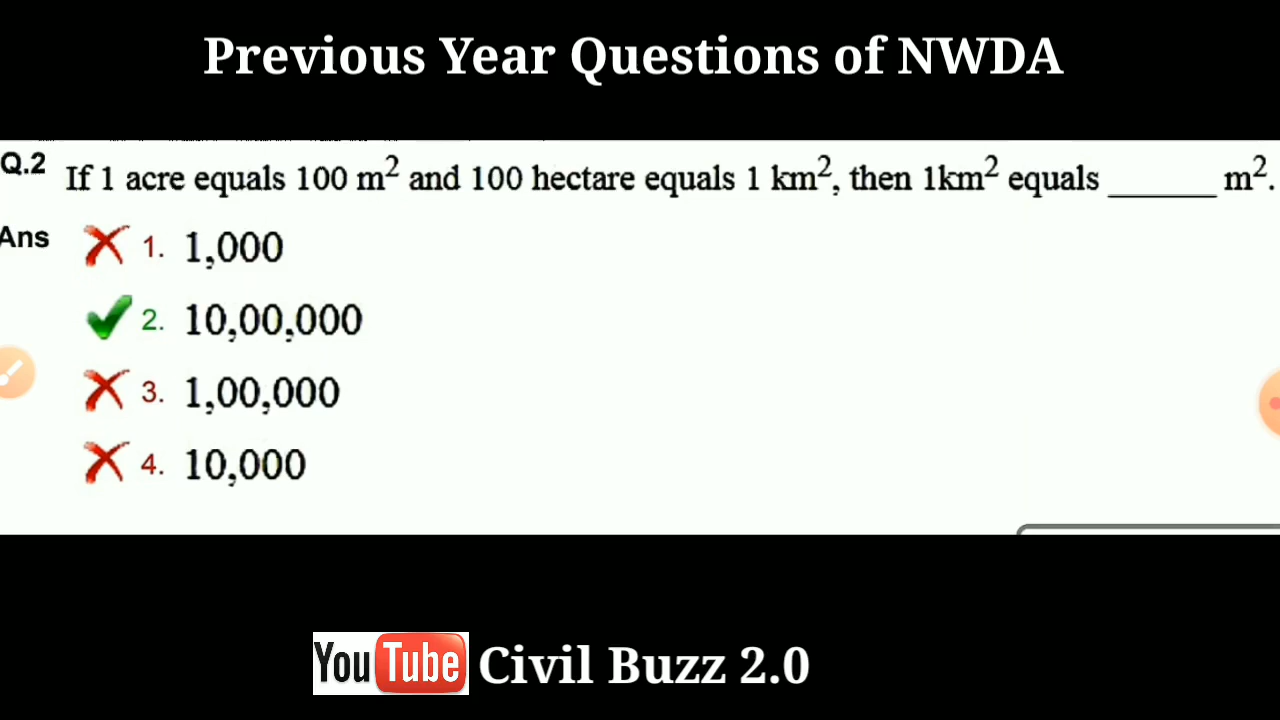 Previous Year Questions of NWDA
Q.2 If 1 acre equals 100 m² and 100 hectare equals 1 km², then 1km² equals ______ m².
Ans 1. 1,000
2. 10,00,000
3. 1,00,000
4. 10,000
YouTube Civil Buzz 2.0